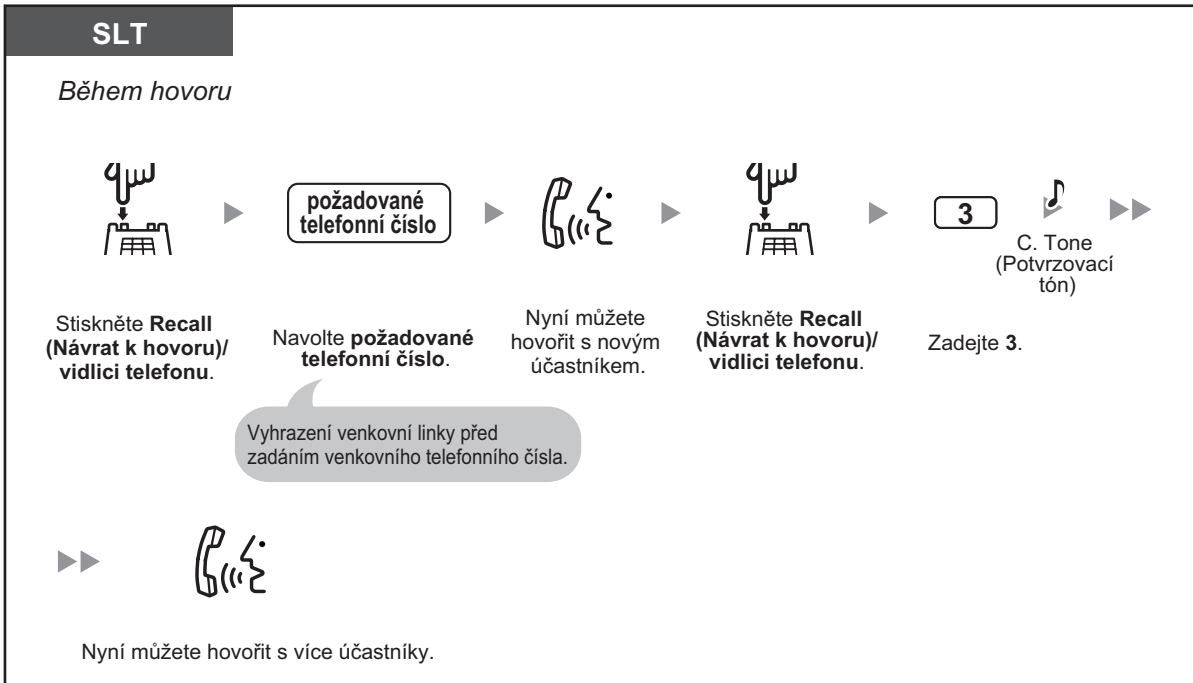 SLT
Během hovoru
požadované
telefonní číslo
3
C. Tone
(Potvrzovací
tón)
Stiskněte Recall
(Návrat k hovoru)/
vidlici telefonu.
Navolte požadované
telefonní číslo.
Nyní můžete
hovořit s novým
účastníkem.
Stiskněte Recall
(Návrat k hovoru)/
vidlici telefonu.
Zadejte 3.
Vyhrazení venkovní linky před
zadáním venkovního telefonního čísla.
Nyní můžete hovořit s více účastníky.